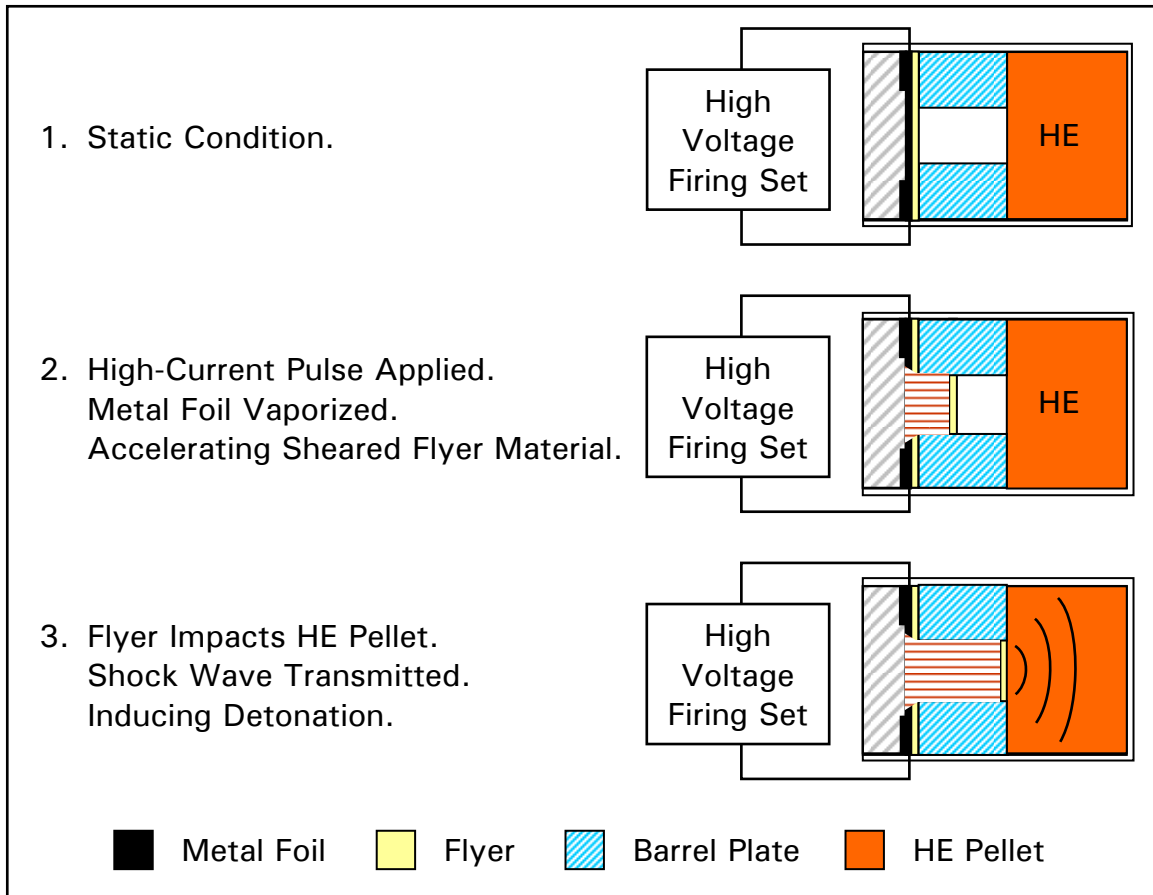 1. Static Condition.
High
Voltage
Firing Set
HE
2. High-Current Pulse Applied.
Metal Foil Vaporized.
Accelerating Sheared Flyer Material.
High
Voltage
Firing Set
HE
3. Flyer Impacts HE Pellet.
Shock Wave Transmitted.
Inducing Detonation.
High
Voltage
Firing Set
Metal Foil Flyer Barrel Plate HE Pellet